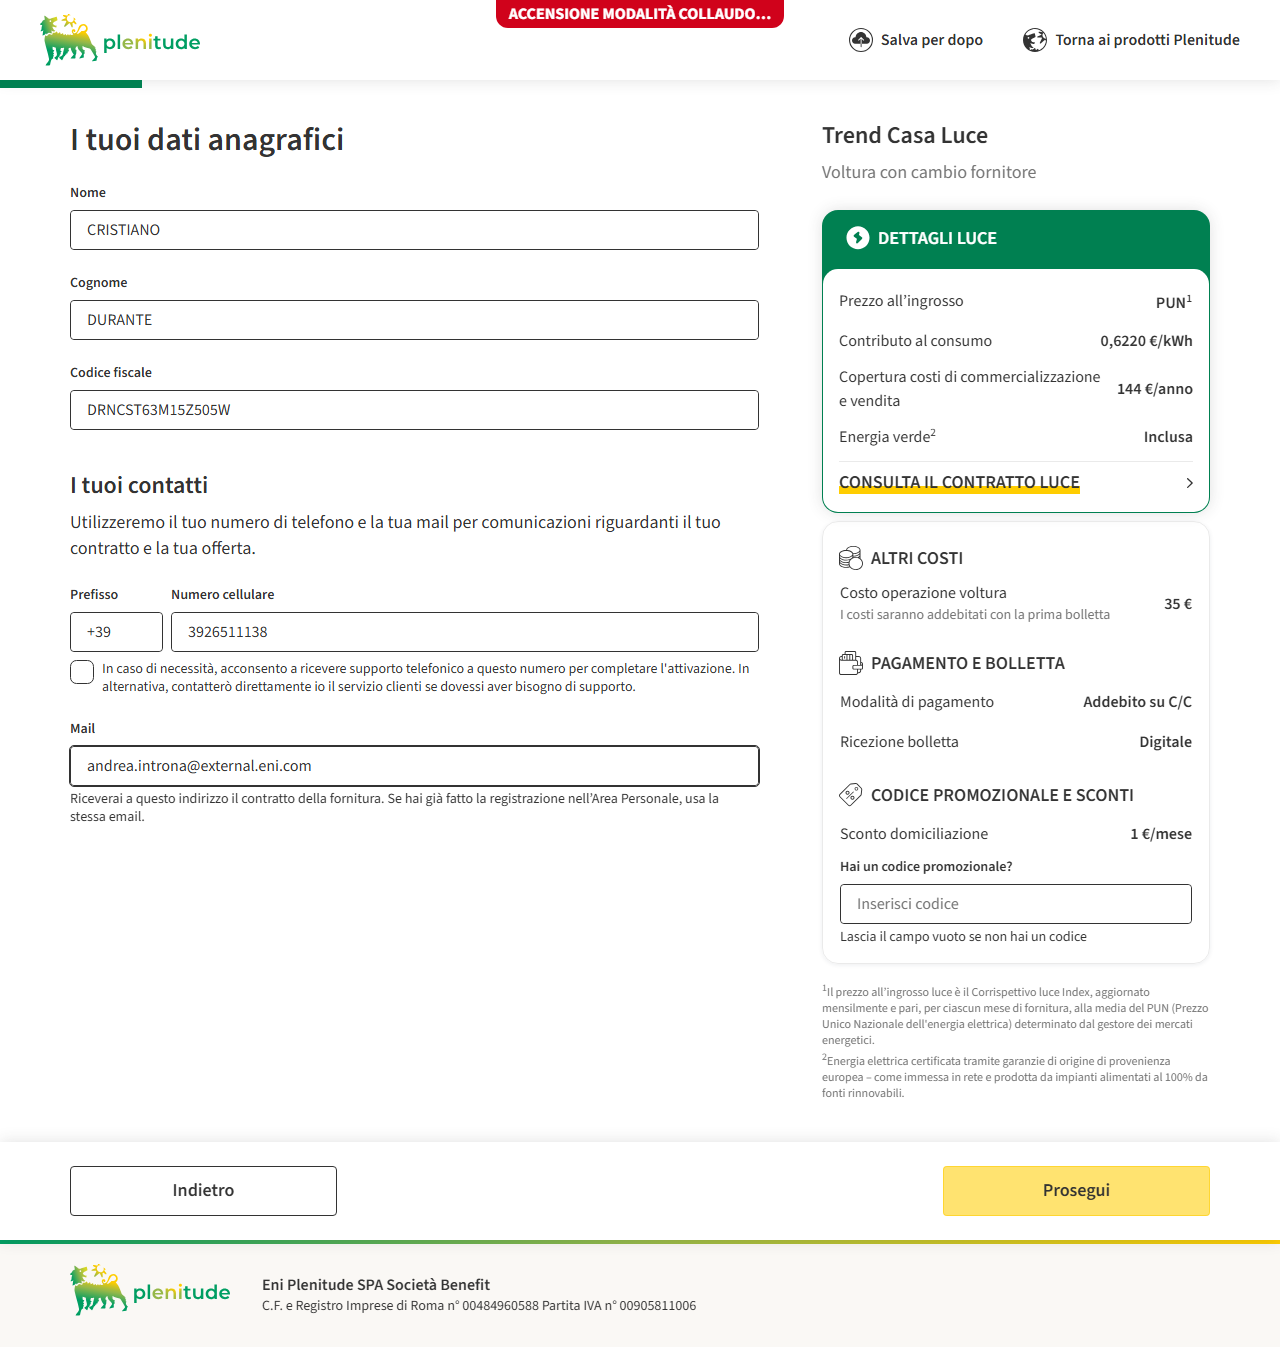 ACCENSIONE MODALITÀ COLLAUDO...
plenitude
Salva per dopo
Torna ai prodotti Plenitude
I tuoi dati anagrafici
Nome
CRISTIANO
Cognome
DURANTE
Codice fiscale
DRNCST63M15Z505W
I tuoi contatti
Utilizzeremo il tuo numero di telefono e la tua mail per comunicazioni riguardanti il tuo
contratto e la tua offerta.
Prefisso
Numero cellulare
+39
3926511138
In caso di necessità, acconsento a ricevere supporto telefonico a questo numero per completare l'attivazione. In
alternativa, contatterò direttamente io il servizio clienti se dovessi aver bisogno di supporto.
Mail
andrea.introna@external.eni.com
Riceverai a questo indirizzo il contratto della fornitura. Se hai già fatto la registrazione nell’Area Personale, usa la
stessa email.
Trend Casa Luce
Voltura con cambio fornitore
DETTAGLI LUCE
Prezzo all’ingrosso
PUN¹
Contributo al consumo
0,6220 €/kWh
Copertura costi di commercializzazione
e vendita
144 €/anno
Energia verde²
Inclusa
CONSULTA IL CONTRATTO LUCE
ALTRI COSTI
Costo operazione voltura
I costi saranno addebitati con la prima bolletta
35 €
PAGAMENTO E BOLLETTA
Modalità di pagamento
Addebito su C/C
Ricezione bolletta
Digitale
CODICE PROMOZIONALE E SCONTI
Sconto domiciliazione
1 €/mese
Hai un codice promozionale?
Inserisci codice
Lascia il campo vuoto se non hai un codice
¹Il prezzo all’ingrosso luce è il Corrispettivo luce Index, aggiornato
mensilmente e pari, per ciascun mese di fornitura, alla media del PUN (Prezzo
Unico Nazionale dell'energia elettrica) determinato dal gestore dei mercati
energetici.
²Energia elettrica certificata tramite garanzie di origine di provenienza
europea – come immessa in rete e prodotta da impianti alimentati al 100% da
fonti rinnovabili.
Indietro
Prosegui
plenitude
Eni Plenitude SPA Società Benefit
C.F. e Registro Imprese di Roma n° 00484960588 Partita IVA n° 00905811006